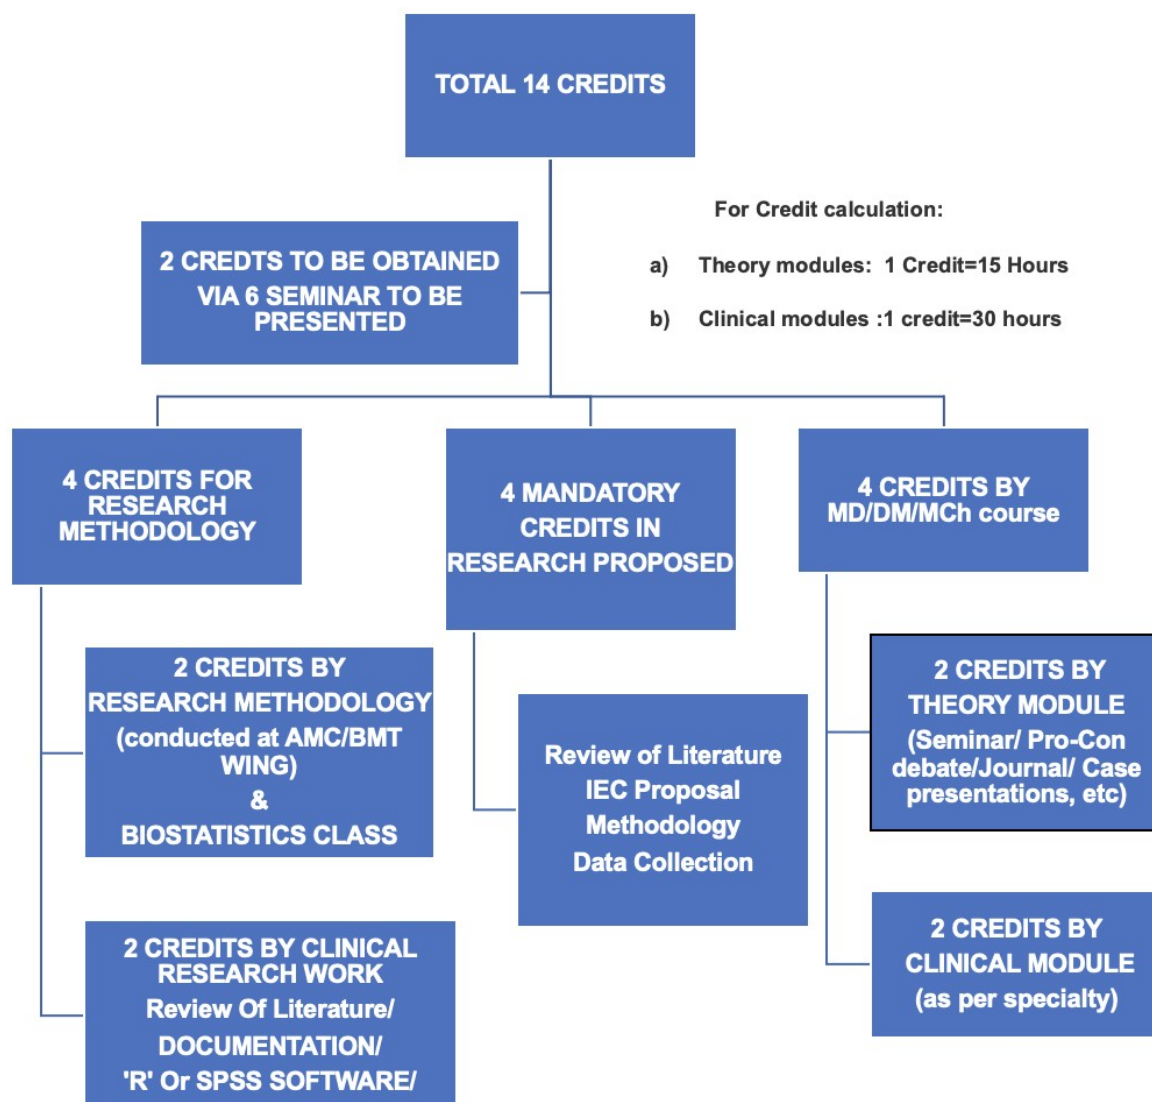 TOTAL 14 CREDITS
2 CREDTS TO BE OBTAINED
VIA 6 SEMINAR TO BE
PRESENTED
For Credit calculation:
a) Theory modules: 1 Credit=15 Hours
b) Clinical modules :1 credit=30 hours
4 CREDITS FOR
RESEARCH
METHODOLOGY
2 CREDITS BY
RESEARCH METHODOLOGY
(conducted at AMC/BMT
WING)
&
BIOSTATISTICS CLASS
2 CREDITS BY CLINICAL
RESEARCH WORK
Review Of Literature/
DOCUMENTATION/
'R' Or SPSS SOFTWARE/
4 MANDATORY
CREDITS IN
RESEARCH PROPOSED
Review of Literature
IEC Proposal
Methodology
Data Collection
4 CREDITS BY
MD/DM/MCh course
2 CREDITS BY
THEORY MODULE
(Seminar/ Pro-Con
debate/Journal/ Case
presentations, etc)
2 CREDITS BY
CLINICAL MODULE
(as per specialty)